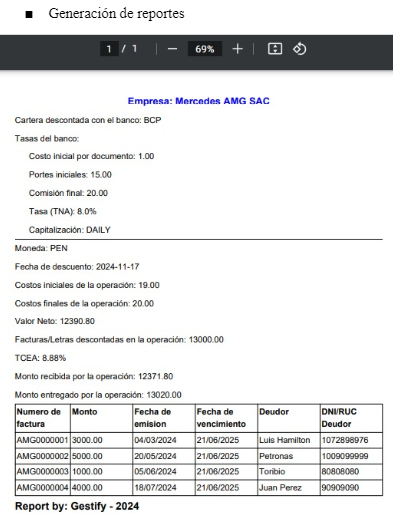 ■ Generación de reportes
1 / 1 — 69% +
Empresa: Mercedes AMG SAC
Cartera descontada con el banco: BCP
Tasas del banco:
Costo inicial por documento: 1.00
Portes iniciales: 15.00
Comisión final: 20.00
Tasa (TNA): 8.0%
Capitalización: DAILY
Moneda: PEN
Fecha de descuento: 2024-11-17
Costos iniciales de la operación: 19.00
Costos finales de la operación: 20.00
Valor Neto: 12390.80
Facturas/Letras descontadas en la operación: 13000.00
TCEA: 8.88%
Monto recibida por la operación: 12371.80
Monto entregado por la operación: 13020.00
Numero de factura Monto Fecha de emision Fecha de vencimiento Deudor DNI/RUC Deudor
AMG0000001 3000.00 04/03/2024 21/06/2025 Luis Hamilton 1072898976
AMG0000002 5000.00 20/05/2024 21/06/2025 Petronas 1009099999
AMG0000003 1000.00 05/06/2024 21/06/2025 Toribio 80808080
AMG0000004 4000.00 18/07/2024 21/06/2025 Juan Perez 90909090
Report by: Gestify - 2024